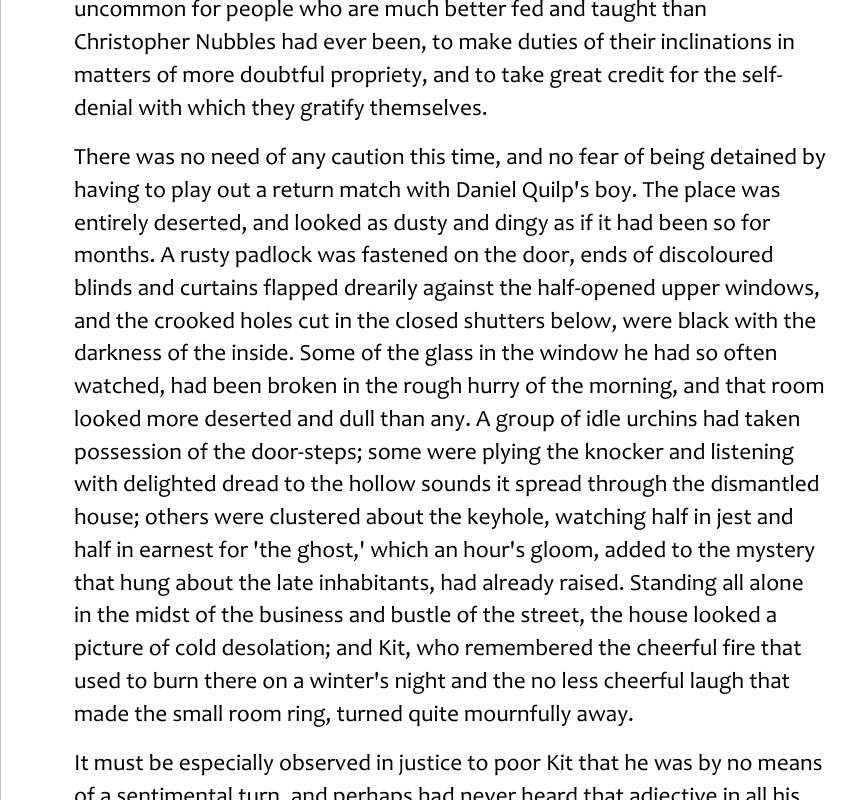 uncommon for people who are much better fed and taught than
Christopher Nubbles had ever been, to make duties of their inclinations in
matters of more doubtful propriety, and to take great credit for the self-
denial with which they gratify themselves.
There was no need of any caution this time, and no fear of being detained by
having to play out a return match with Daniel Quilp's boy. The place was
entirely deserted, and looked as dusty and dingy as if it had been so for
months. A rusty padlock was fastened on the door, ends of discoloured
blinds and curtains flapped drearily against the half-opened upper windows,
and the crooked holes cut in the closed shutters below, were black with the
darkness of the inside. Some of the glass in the window he had so often
watched, had been broken in the rough hurry of the morning, and that room
looked more deserted and dull than any. A group of idle urchins had taken
possession of the door-steps; some were plying the knocker and listening
with delighted dread to the hollow sounds it spread through the dismantled
house; others were clustered about the keyhole, watching half in jest and
half in earnest for 'the ghost,' which an hour's gloom, added to the mystery
that hung about the late inhabitants, had already raised. Standing all alone
in the midst of the business and bustle of the street, the house looked a
picture of cold desolation; and Kit, who remembered the cheerful fire that
used to burn there on a winter's night and the no less cheerful laugh that
made the small room ring, turned quite mournfully away.
It must be especially observed in justice to poor Kit that he was by no means
of a sentimental turn, and perhaps had never heard that adjective in all his